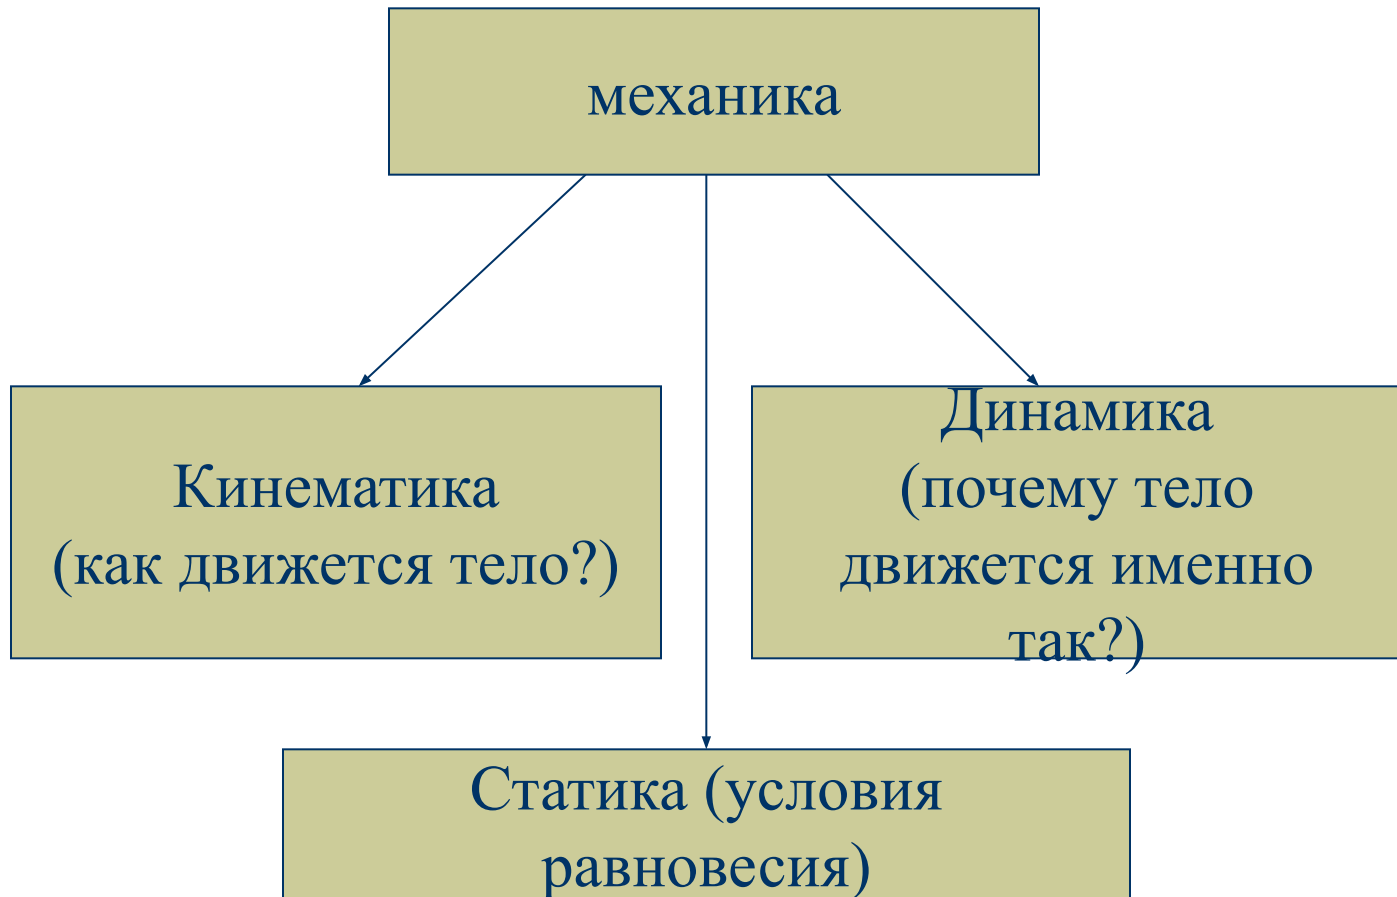 механика
Кинематика
(как движется тело?)
Динамика
(почему тело
движется именно
так?)
Статика (условия
равновесия)